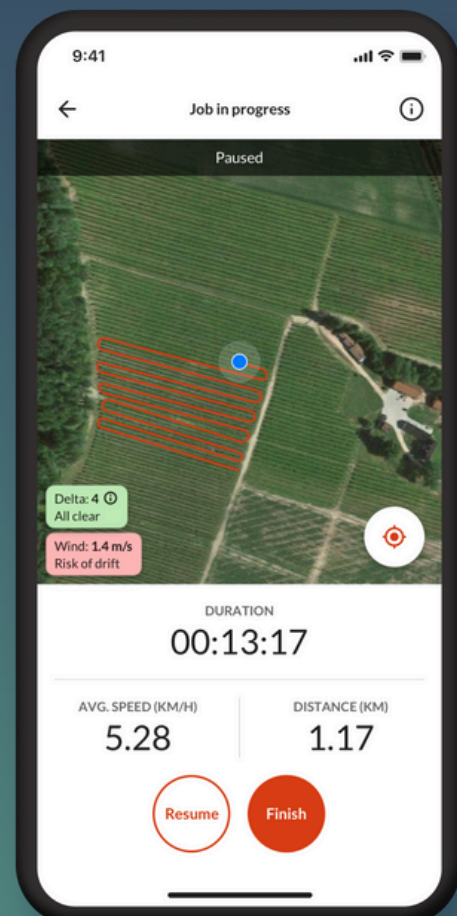 9:41
Job in progress
Paused
Delta: 4
All clear
Wind: 1.4 m/s
Risk of drift
DURATION
00:13:17
AVG. SPEED (KM/H)
DISTANCE (KM)
5.28
1.17
Resume
Finish